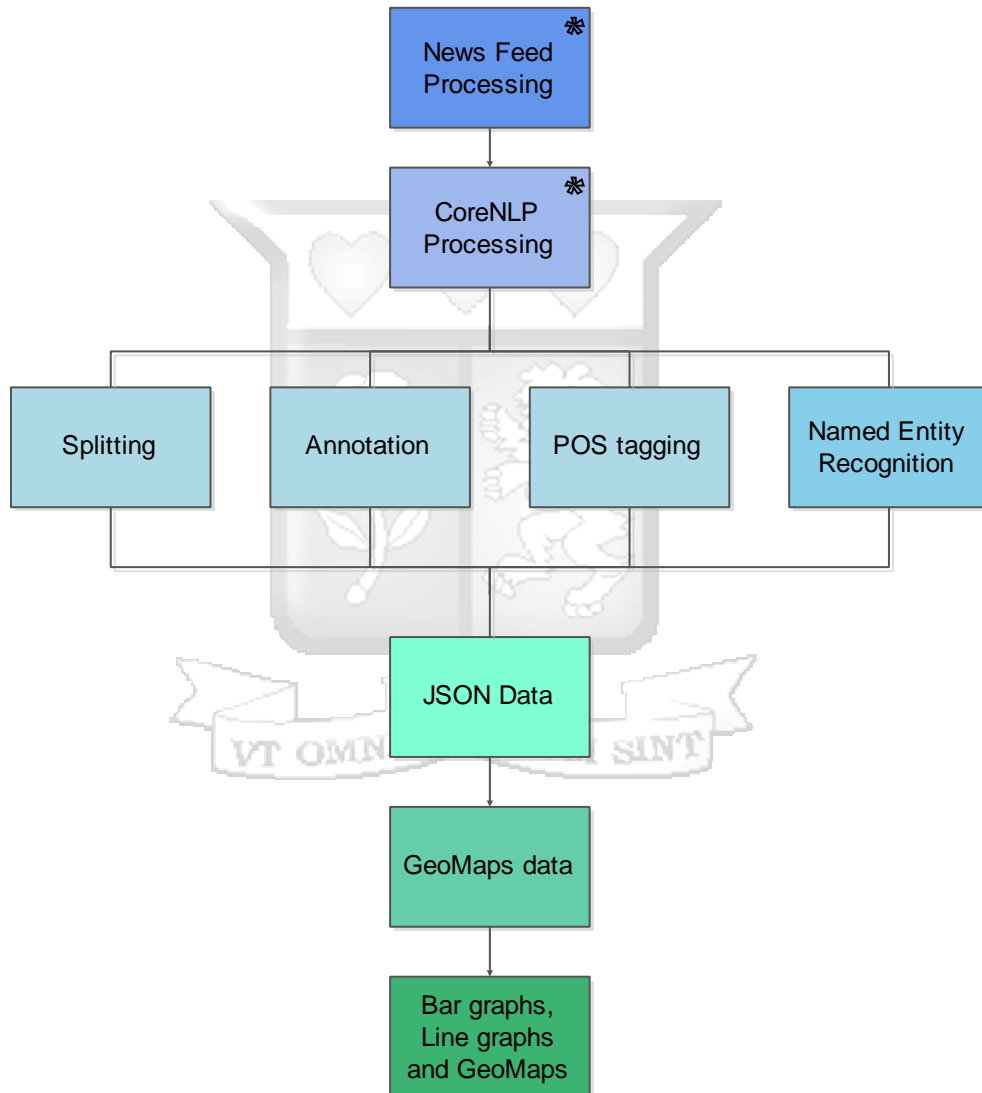 News Feed
Processing
CoreNLP
Processing
Splitting
Annotation
POS tagging
Named Entity
Recognition
JSON Data
VT OMN
SINT
GeoMaps data
Bar graphs,
Line graphs
and GeoMaps